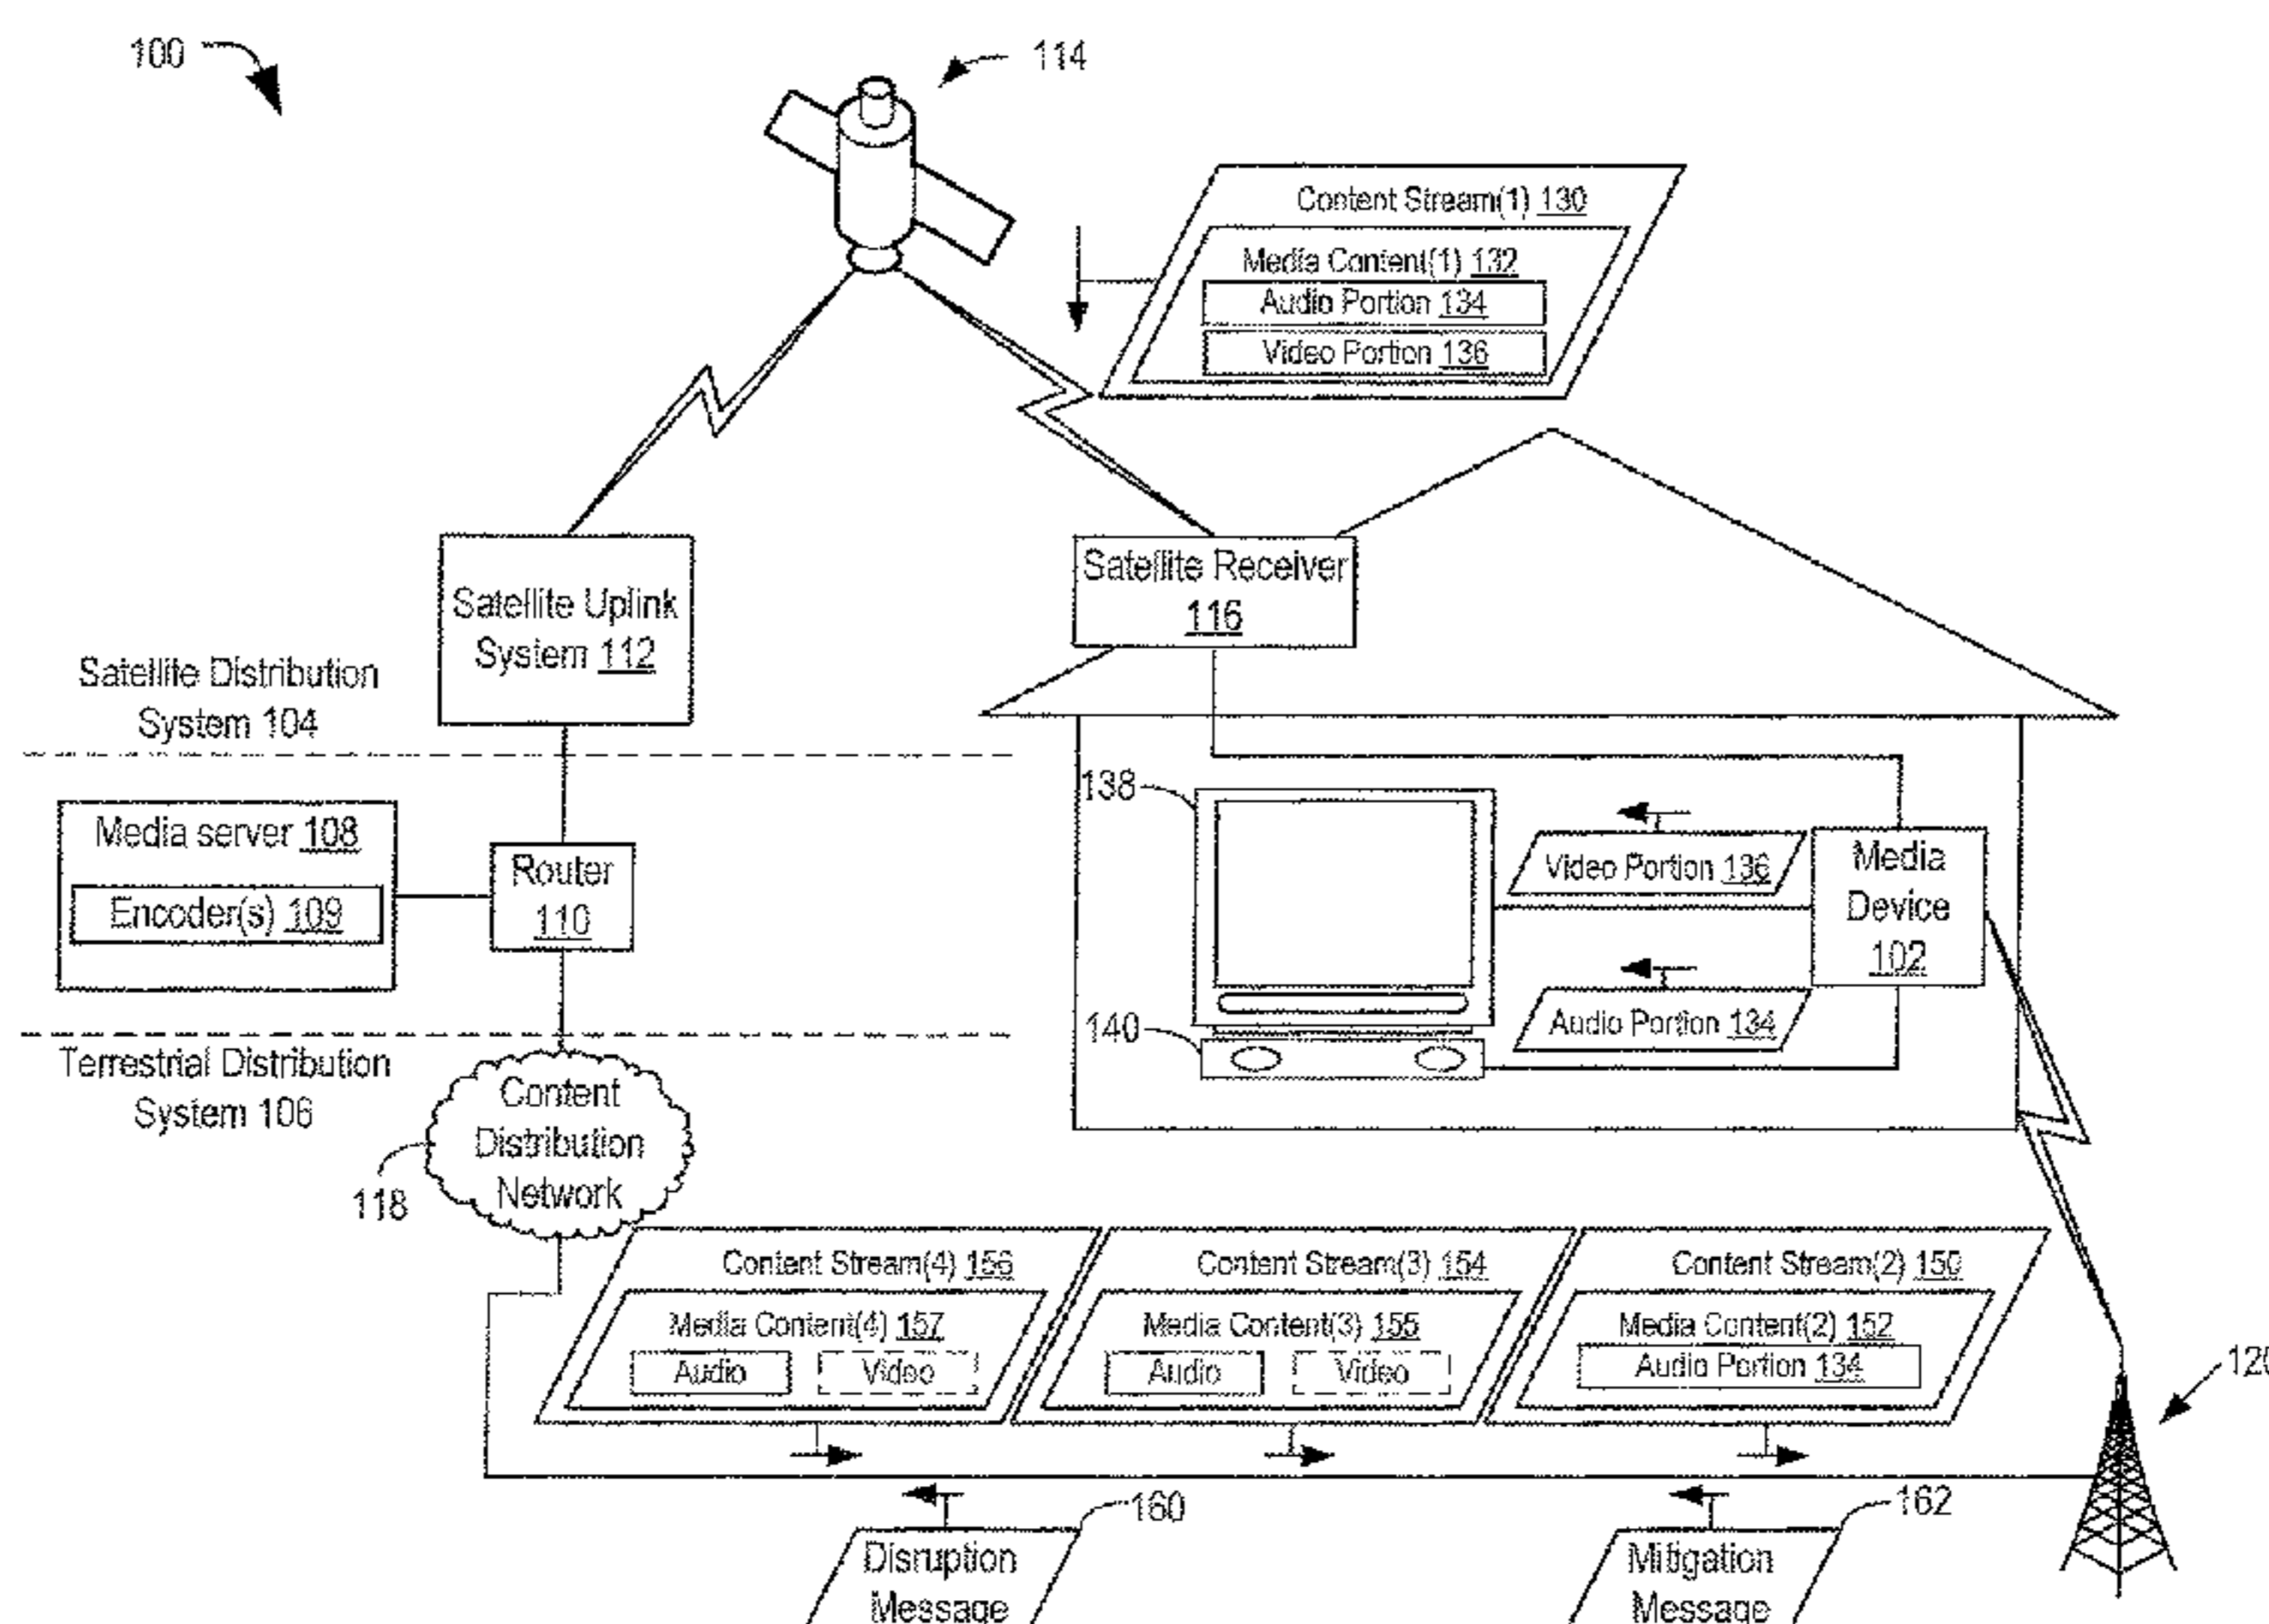 100
114
Content Stream(1) 130
Media Content(1) 132
Audio Portion 134
Video Portion 136
Satellite Uplink
System 112
Satellite Receiver
116
Satellite Distribution
System 104
138
Media server 108
Encoder(s) 109
Router
110
Video Portion 136
Media
Device
102
Audio Portion 134
140
Terrestrial Distribution
System 106
Content
Distribution
Network
118
Content Stream(4) 156
Media Content(4) 157
Audio
Video
Content Stream(3) 154
Media Content(3) 155
Audio
Video
Content Stream(2) 150
Media Content(2) 152
Audio Portion 134
120
160
Disruption
Message
162
Mitigation
Message